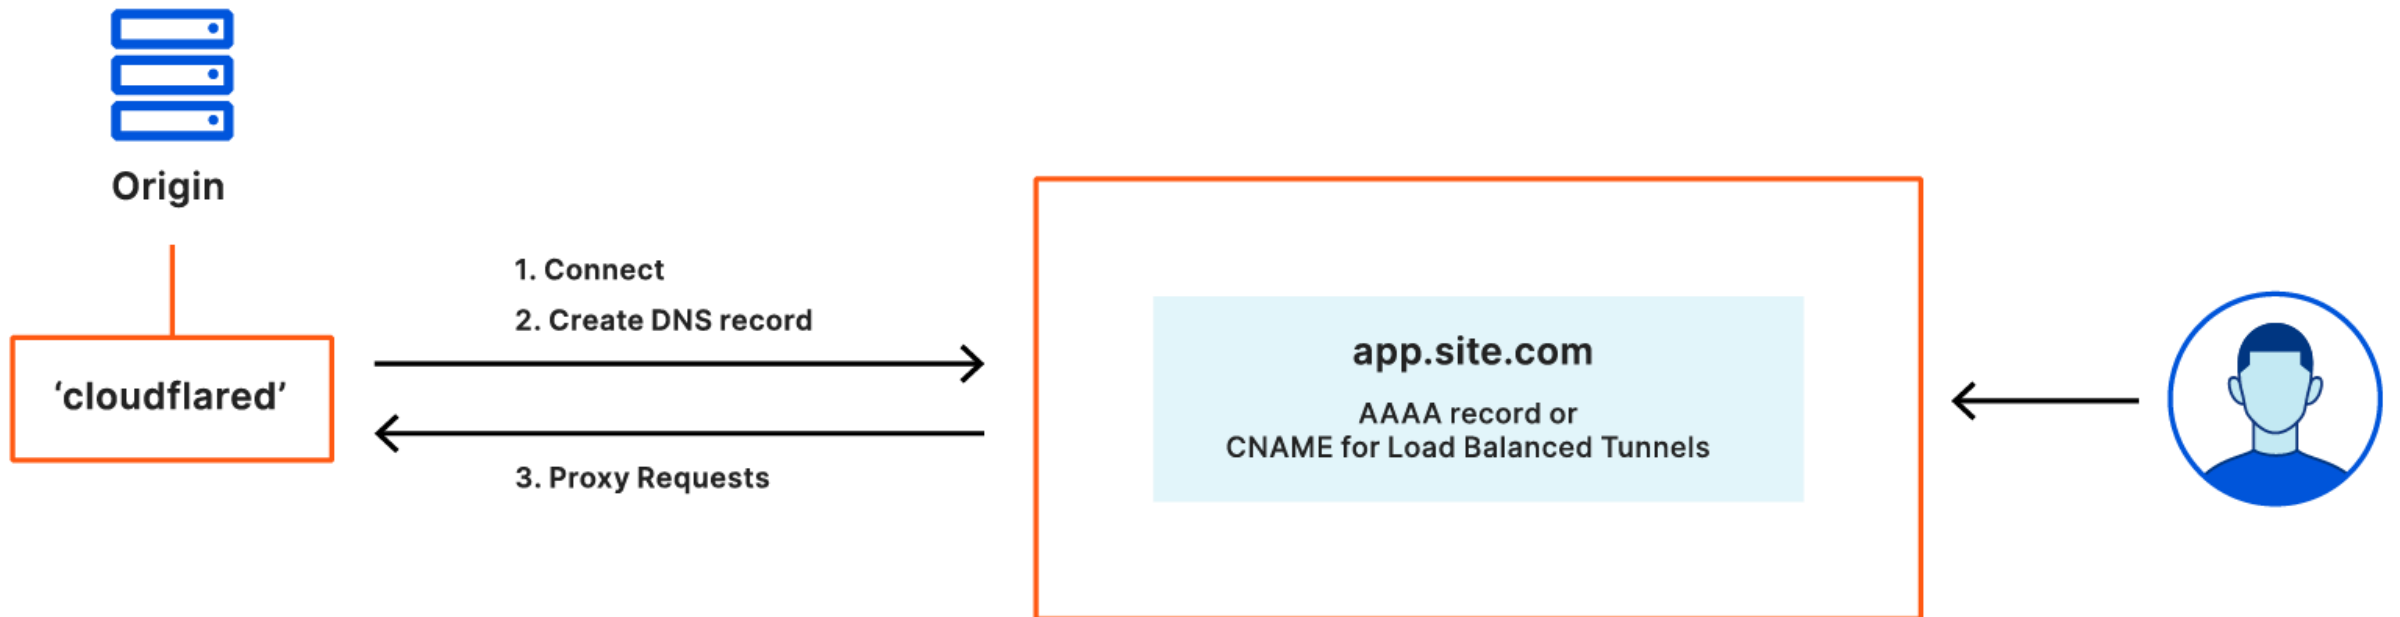 Origin
‘cloudflared’
1. Connect
2. Create DNS record
3. Proxy Requests
app.site.com
AAAA record or
CNAME for Load Balanced Tunnels